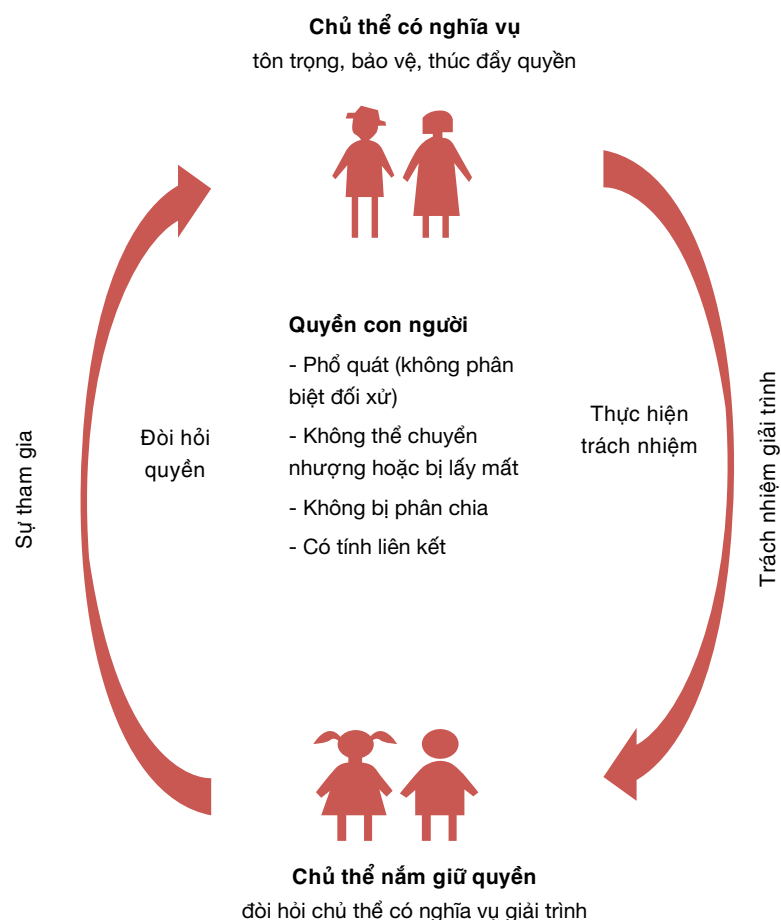 Chủ thể có nghĩa vụ
tôn trọng, bảo vệ, thúc đẩy quyền
Quyền con người
- Phổ quát (không phân
biệt đối xử)
- Không thể chuyển
nhượng hoặc bị lấy mất
- Không bị phân chia
- Có tính liên kết
Sự tham gia
Đòi hỏi
quyền
Thực hiện
trách nhiệm
Trách nhiệm giải trình
Chủ thể nắm giữ quyền
đòi hỏi chủ thể có nghĩa vụ giải trình